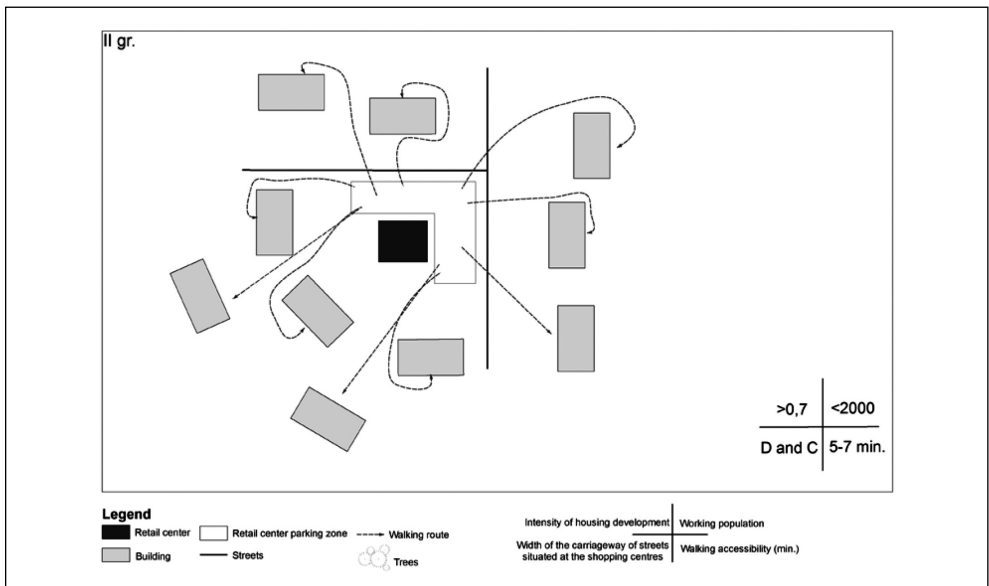 II gr.
>0,7 <2000
D and C 5-7 min.
Legend
Retail center Retail center parking zone Walking route
Building Streets Trees
Intensity of housing development Working population
Width of the carriageway of streets
situated at the shopping centres Walking accessibility (min.)